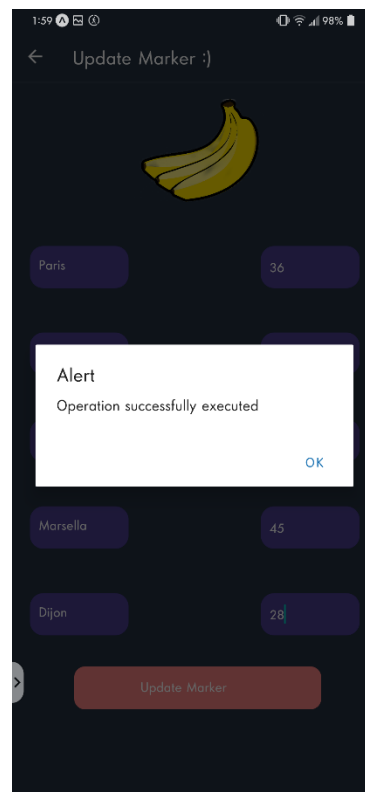 1:59 98%
Update Marker :)
Paris 36
Alert
Operation successfully executed
OK
Marsella 45
Dijon 28
Update Marker